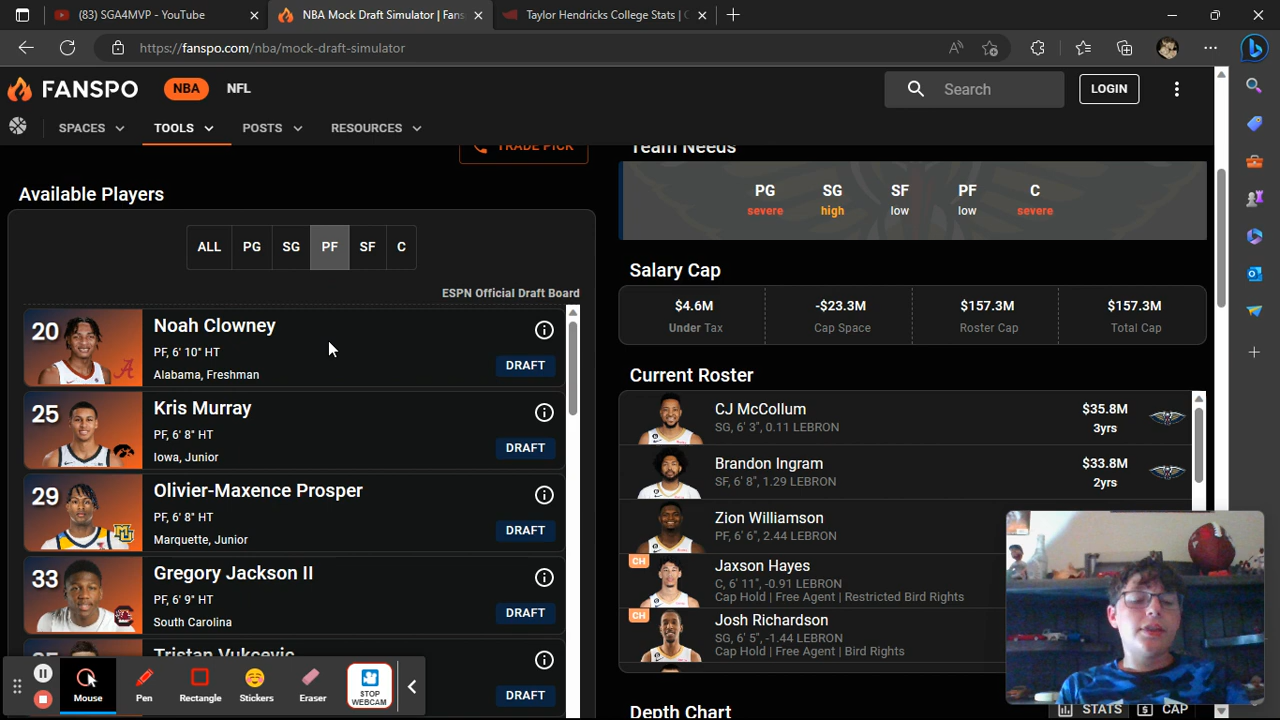 (83) SGA4MVP - YouTube
NBA Mock Draft Simulator | Fans
Taylor Hendricks College Stats | C
https://fanspo.com/nba/mock-draft-simulator
FANSPO
NBA
NFL
Search
LOGIN
SPACES
TOOLS
POSTS
RESOURCES
TRADE PICK
Available Players
ALL
PG
SG
PF
SF
C
ESPN Official Draft Board
20
Noah Clowney
PF, 6' 10" HT
Alabama, Freshman
DRAFT
25
Kris Murray
PF, 6' 8" HT
Iowa, Junior
DRAFT
29
Olivier-Maxence Prosper
PF, 6' 8" HT
Marquette, Junior
DRAFT
33
Gregory Jackson II
PF, 6' 9" HT
South Carolina
DRAFT
Tristan Vukcevic
DRAFT
Team Needs
PG
SG
SF
PF
C
severe
high
low
low
severe
Salary Cap
$4.6M
-$23.3M
$157.3M
$157.3M
Under Tax
Cap Space
Roster Cap
Total Cap
Current Roster
CJ McCollum
SG, 6' 3", 0.11 LEBRON
$35.8M
3yrs
Brandon Ingram
SF, 6' 8", 1.29 LEBRON
$33.8M
2yrs
Zion Williamson
PF, 6' 6", 2.44 LEBRON
CH
Jaxson Hayes
C, 6' 11", -0.91 LEBRON
Cap Hold | Free Agent | Restricted Bird Rights
CH
Josh Richardson
SG, 6' 5", -1.44 LEBRON
Cap Hold | Free Agent | Bird Rights
Depth Chart
STATS
CAP
Mouse
Pen
Rectangle
Stickers
Eraser
STOP
WEBCAM